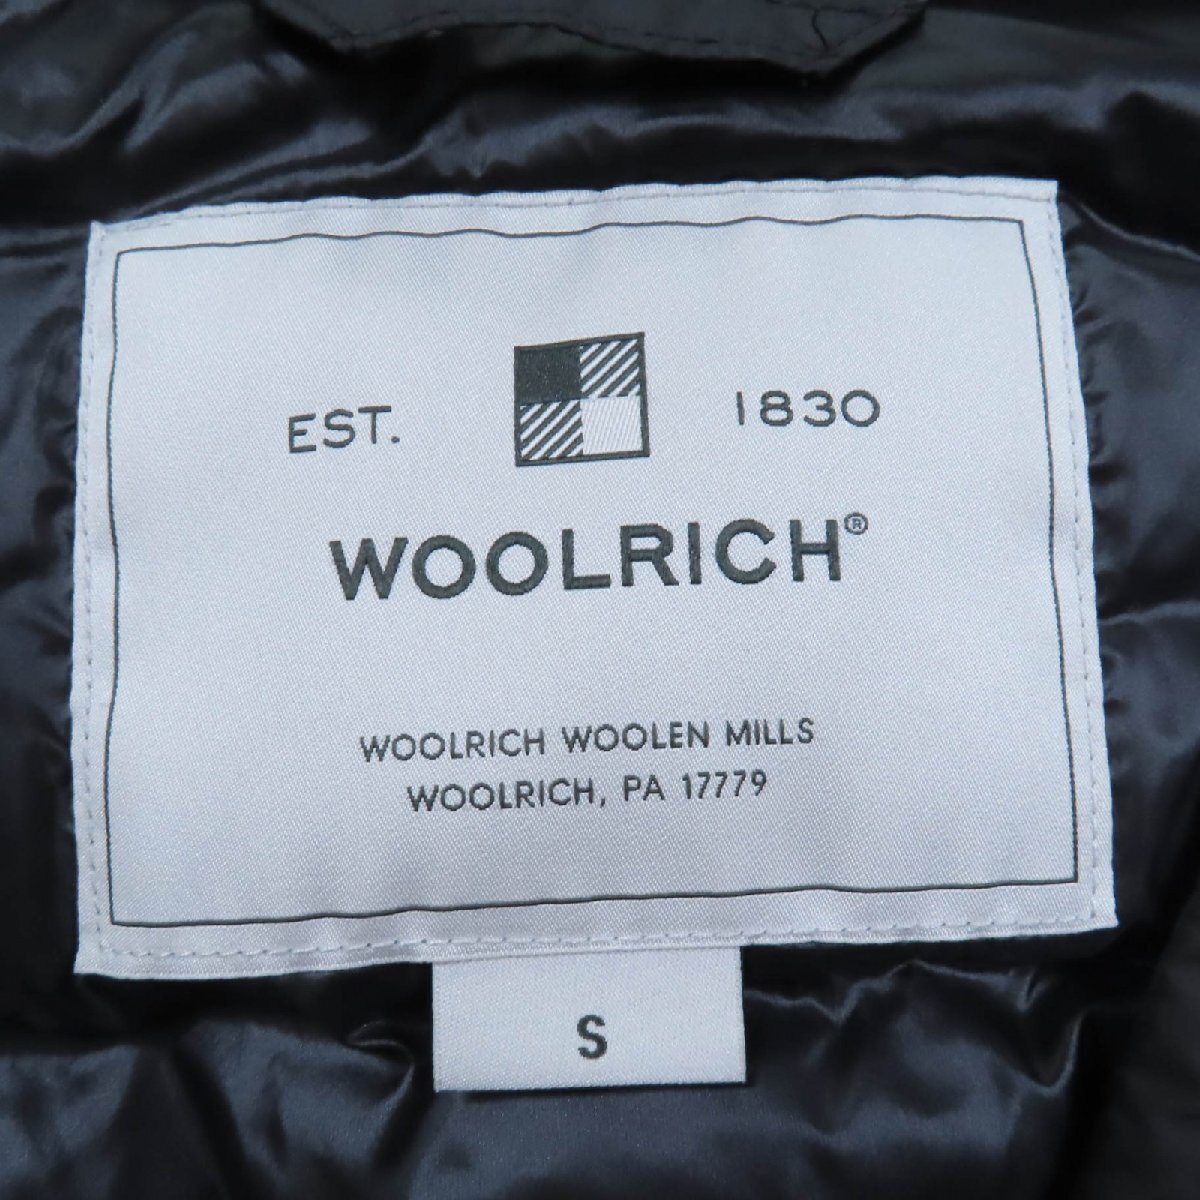 EST. 1830
WOOLRICH®
WOOLRICH WOOLEN MILLS
WOOLRICH, PA 17779
S